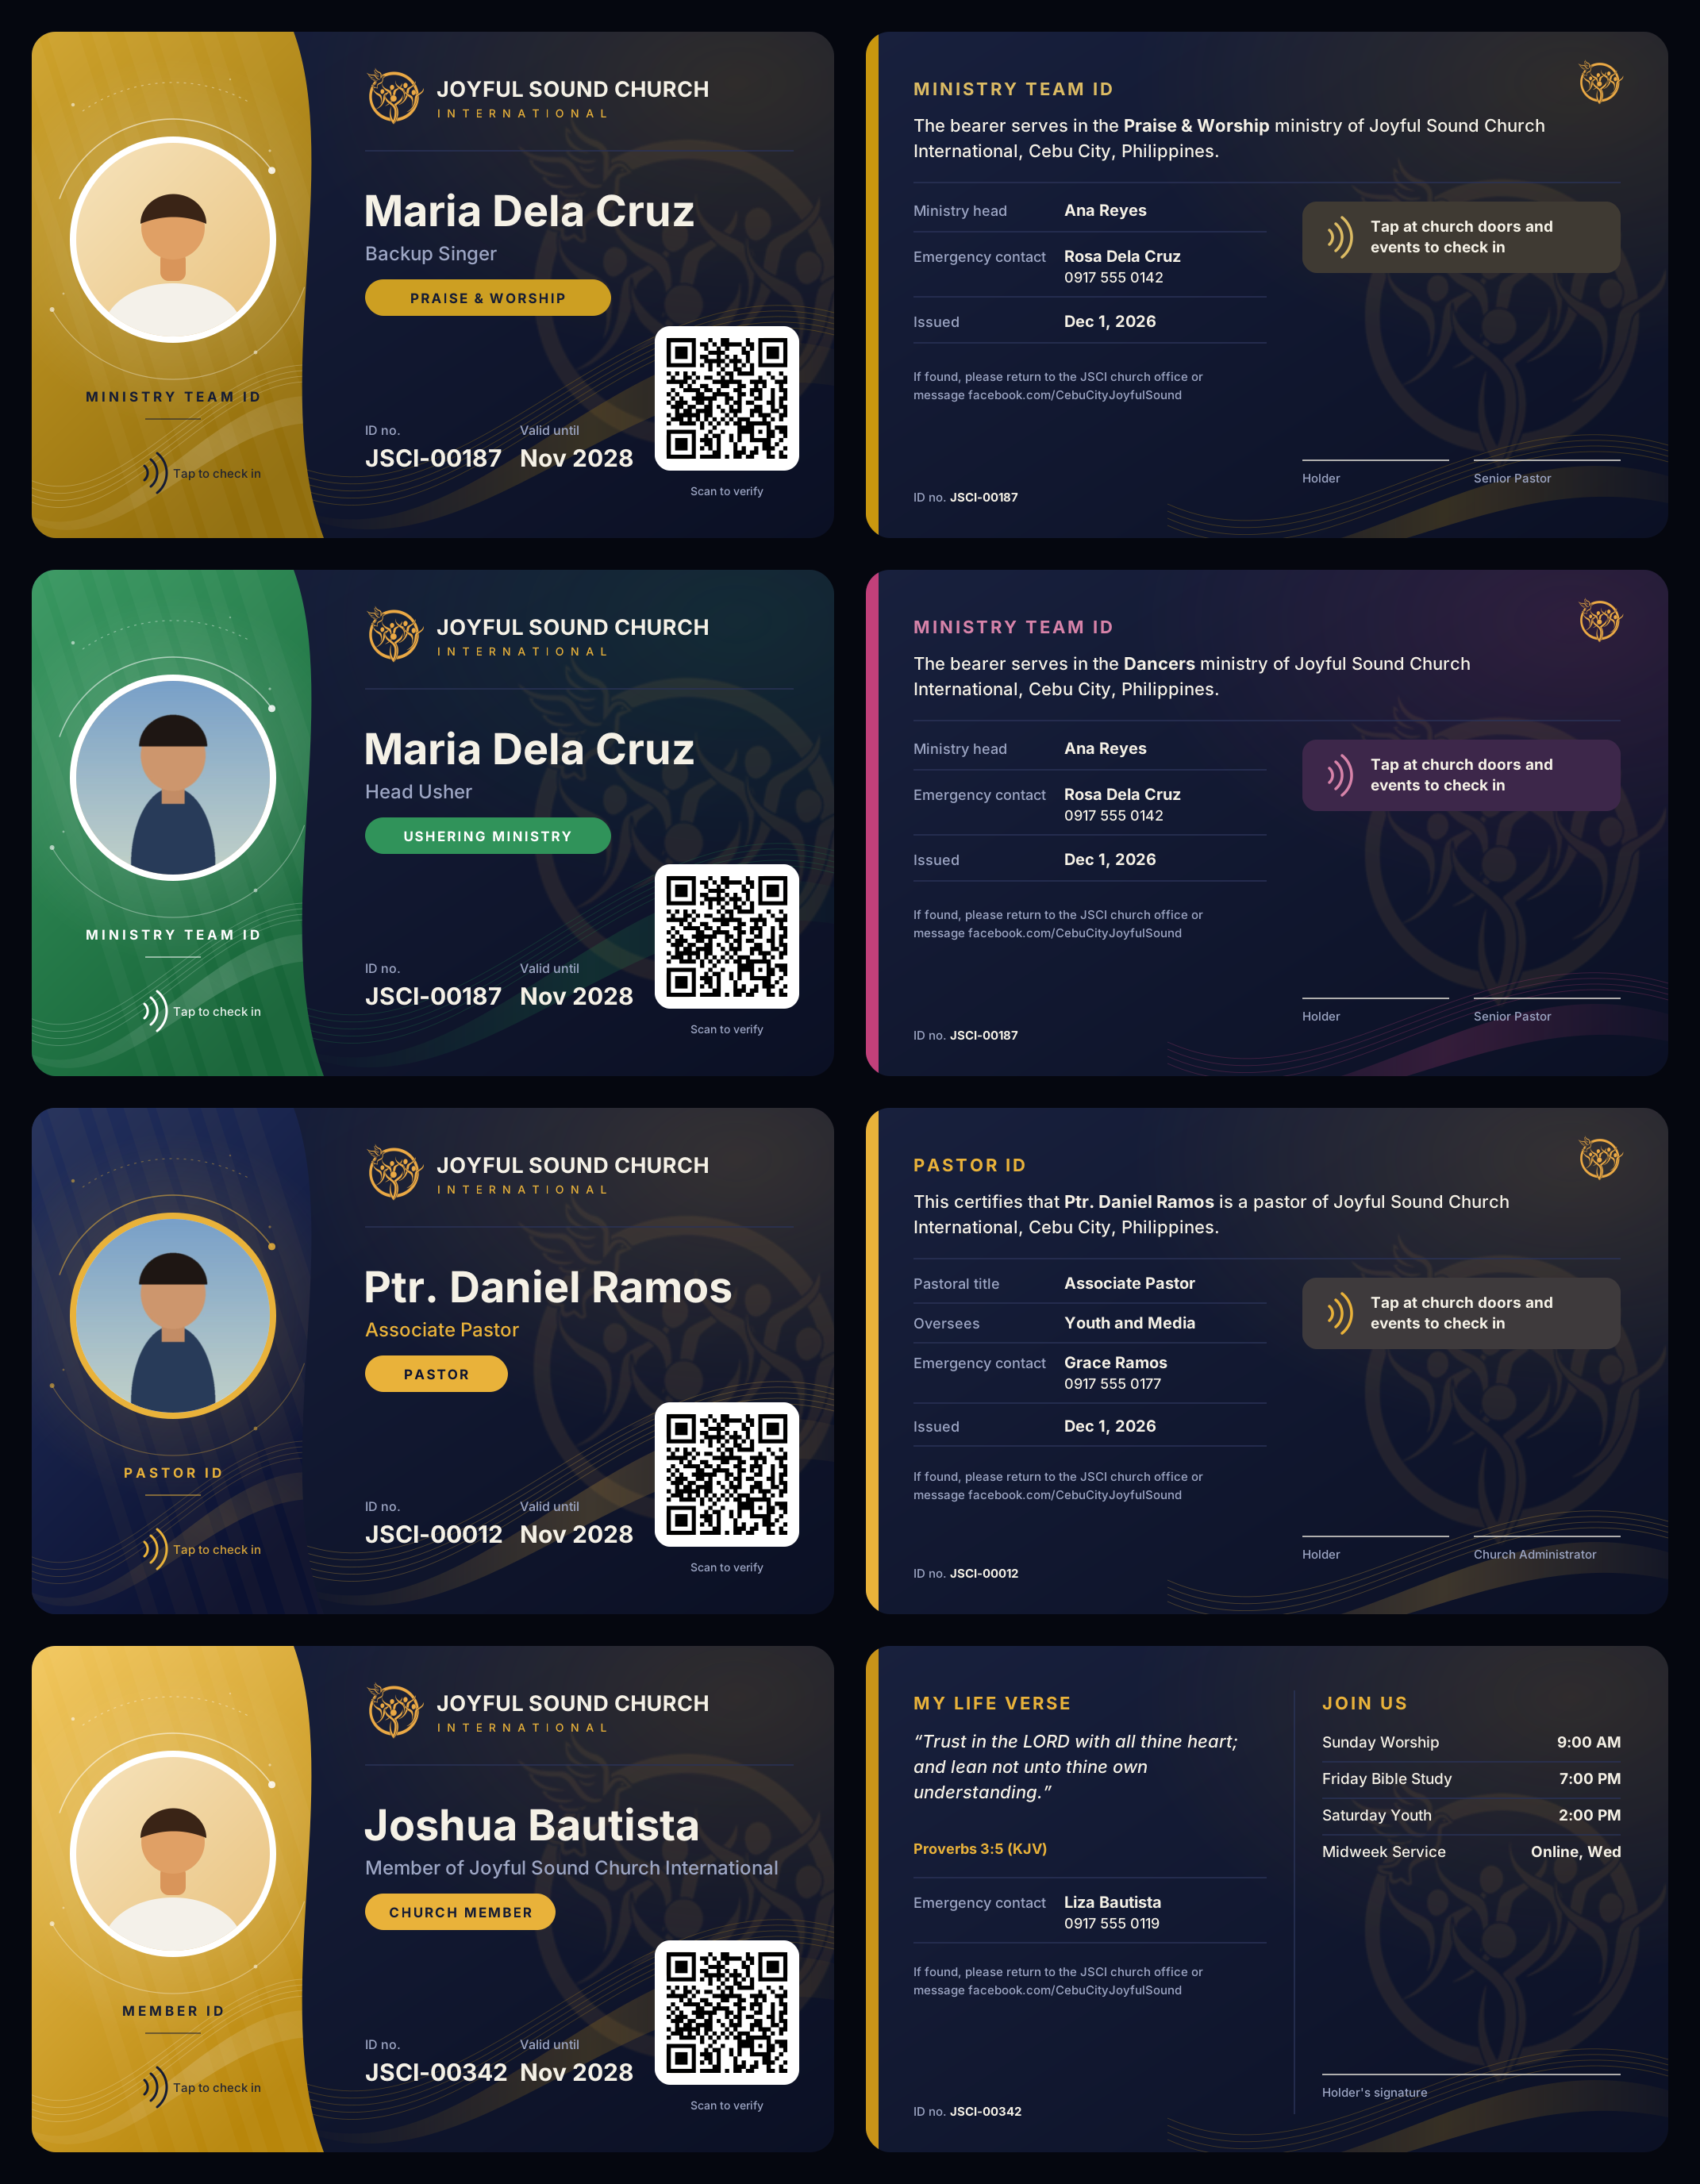 JOYFUL SOUND CHURCH
INTERNATIONAL
Maria Dela Cruz
Backup Singer
PRAISE & WORSHIP
MINISTRY TEAM ID
Tap to check in
ID no.
JSCI-00187
Valid until
Nov 2028
Scan to verify
MINISTRY TEAM ID
The bearer serves in the Praise & Worship ministry of Joyful Sound Church
International, Cebu City, Philippines.
Ministry head Ana Reyes
Emergency contact Rosa Dela Cruz
0917 555 0142
Issued Dec 1, 2026
If found, please return to the JSCI church office or
message facebook.com/CebuCityJoyfulSound
ID no. JSCI-00187
Tap at church doors and
events to check in
Holder
Senior Pastor
JOYFUL SOUND CHURCH
INTERNATIONAL
Maria Dela Cruz
Head Usher
USHERING MINISTRY
MINISTRY TEAM ID
Tap to check in
ID no.
JSCI-00187
Valid until
Nov 2028
Scan to verify
MINISTRY TEAM ID
The bearer serves in the Dancers ministry of Joyful Sound Church
International, Cebu City, Philippines.
Ministry head Ana Reyes
Emergency contact Rosa Dela Cruz
0917 555 0142
Issued Dec 1, 2026
If found, please return to the JSCI church office or
message facebook.com/CebuCityJoyfulSound
ID no. JSCI-00187
Tap at church doors and
events to check in
Holder
Senior Pastor
JOYFUL SOUND CHURCH
INTERNATIONAL
Ptr. Daniel Ramos
Associate Pastor
PASTOR
PASTOR ID
Tap to check in
ID no.
JSCI-00012
Valid until
Nov 2028
Scan to verify
PASTOR ID
This certifies that Ptr. Daniel Ramos is a pastor of Joyful Sound Church
International, Cebu City, Philippines.
Pastoral title Associate Pastor
Oversees Youth and Media
Emergency contact Grace Ramos
0917 555 0177
Issued Dec 1, 2026
If found, please return to the JSCI church office or
message facebook.com/CebuCityJoyfulSound
ID no. JSCI-00012
Tap at church doors and
events to check in
Holder
Church Administrator
JOYFUL SOUND CHURCH
INTERNATIONAL
Joshua Bautista
Member of Joyful Sound Church International
CHURCH MEMBER
MEMBER ID
Tap to check in
ID no.
JSCI-00342
Valid until
Nov 2028
Scan to verify
MY LIFE VERSE
“Trust in the LORD with all thine heart;
and lean not unto thine own
understanding.”
Proverbs 3:5 (KJV)
Emergency contact Liza Bautista
0917 555 0119
If found, please return to the JSCI church office or
message facebook.com/CebuCityJoyfulSound
ID no. JSCI-00342
JOIN US
Sunday Worship 9:00 AM
Friday Bible Study 7:00 PM
Saturday Youth 2:00 PM
Midweek Service Online, Wed
Holder's signature